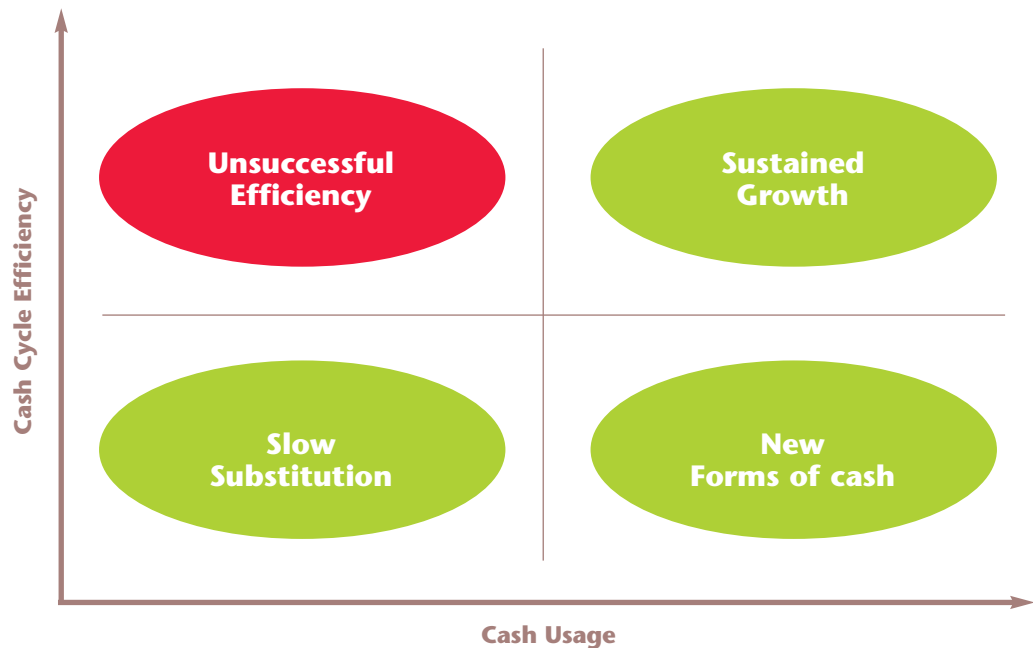 Unsuccessful
Efficiency
Sustained
Growth
Cash Cycle Efficiency
Slow
Substitution
New
Forms of cash
Cash Usage